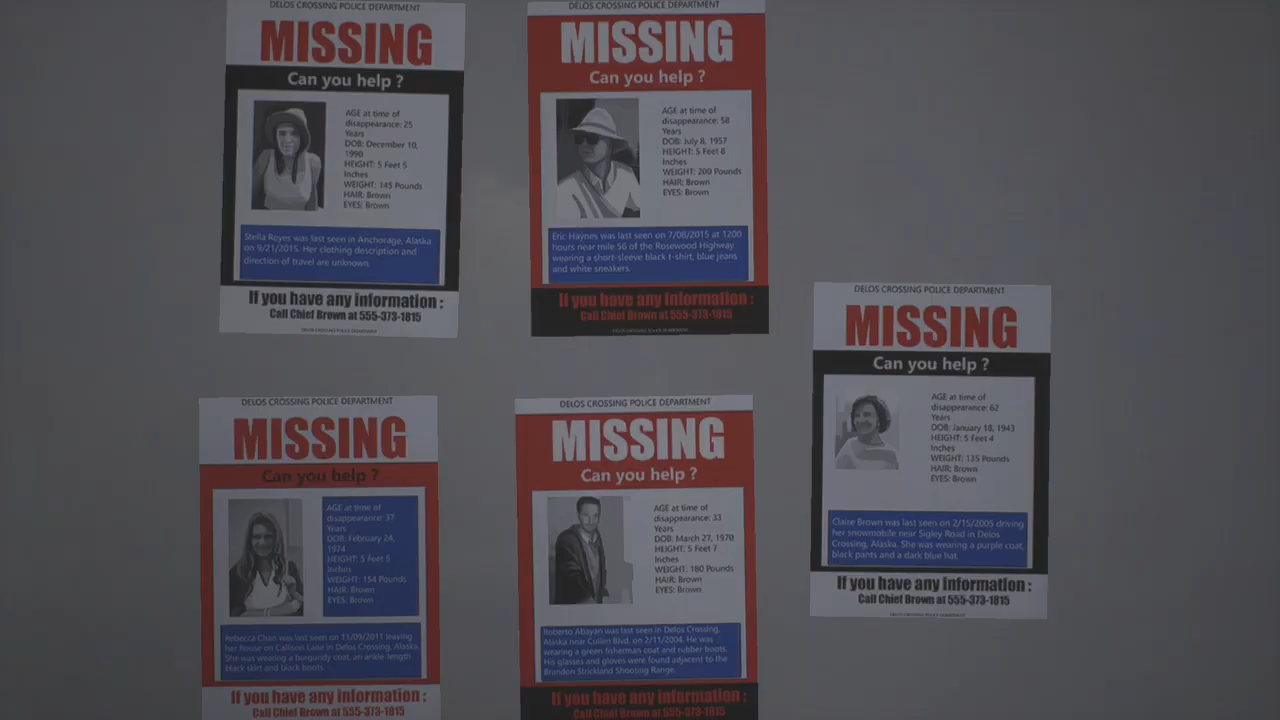 DELOS CROSSING POLICE DEPARTMENT
MISSING
Can you help ?
AGE at time of
disappearance: 25
Years
DOB: December 10,
1990
HEIGHT: 5 Feet 5
Inches
WEIGHT: 145 Pounds
HAIR: Brown
EYES: Brown
Stella Reyes was last seen in Anchorage, Alaska
on 9/21/2015. Her clothing description and
direction of travel are unknown.
If you have any information :
Call Chief Brown at 555-373-1815
DELOS CROSSING POLICE DEPARTMENT
DELOS CROSSING POLICE DEPARTMENT
MISSING
Can you help ?
AGE at time of
disappearance: 58
Years
DOB: July 8, 1957
HEIGHT: 5 Feet 8
Inches
WEIGHT: 200 Pounds
HAIR: Brown
EYES: Brown
Eric Haynes was last seen on 7/08/2015 at 1200
hours near mile 56 of the Rosewood Highway
wearing a short-sleeve black t-shirt, blue jeans
and white sneakers.
If you have any information :
Call Chief Brown at 555-373-1815
DELOS CROSSING POLICE DEPARTMENT
DELOS CROSSING POLICE DEPARTMENT
MISSING
Can you help ?
AGE at time of
disappearance: 62
Years
DOB: January 18, 1943
HEIGHT: 5 Feet 4
Inches
WEIGHT: 135 Pounds
HAIR: Brown
EYES: Brown
Claire Brown was last seen on 2/15/2005 driving
her snowmobile near Sigley Road in Delos
Crossing, Alaska. She was wearing a purple coat,
black pants and a dark blue hat.
If you have any information :
Call Chief Brown at 555-373-1815
DELOS CROSSING POLICE DEPARTMENT
DELOS CROSSING POLICE DEPARTMENT
MISSING
Can you help ?
AGE at time of
disappearance: 37
Years
DOB: February 24,
1974
HEIGHT: 5 Feet 5
Inches
WEIGHT: 154 Pounds
HAIR: Brown
EYES: Brown
Rebecca Chan was last seen on 11/09/2011 leaving
her house on Callison Lane in Delos Crossing, Alaska.
She was wearing a burgundy coat, an ankle-length
black skirt and black boots.
If you have any information :
Call Chief Brown at 555-373-1815
DELOS CROSSING POLICE DEPARTMENT
MISSING
Can you help ?
AGE at time of
disappearance: 33
Years
DOB: March 27, 1970
HEIGHT: 5 Feet 7
Inches
WEIGHT: 180 Pounds
HAIR: Brown
EYES: Brown
Roberto was last seen in Delos Crossing,
Alaska near Cullen Blvd. on 2/11/2004. He was
wearing a green fisherman coat and rubber boots.
His glasses and gloves were found adjacent to the
Brandon Strickland Shooting Range.
If you have any information :
Call Chief Brown at 555-373-1815